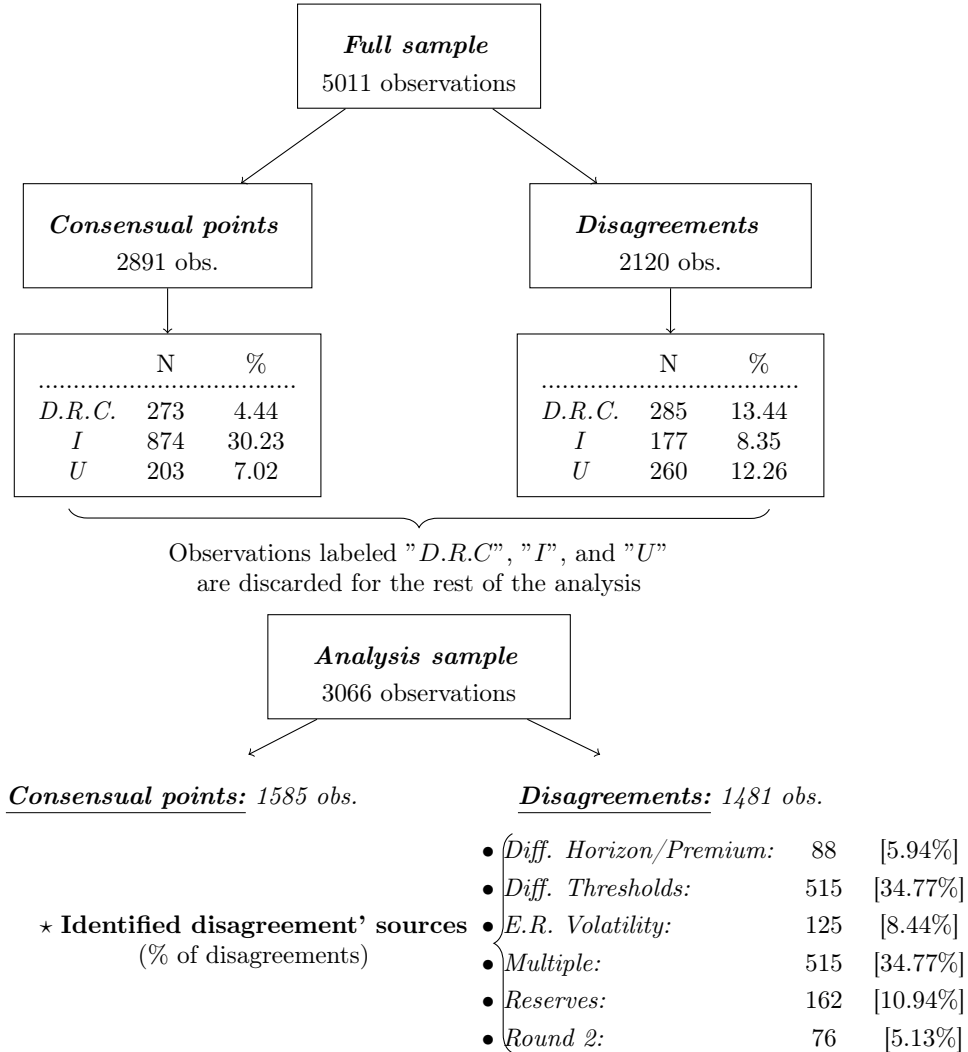 Full sample
5011 observations
Consensual points
2891 obs.
Disagreements
2120 obs.
N %
D.R.C. 273 4.44
I 874 30.23
U 203 7.02
N %
D.R.C. 285 13.44
I 177 8.35
U 260 12.26
Observations labeled ”D.R.C”, ”I”, and ”U”
are discarded for the rest of the analysis
Analysis sample
3066 observations
Consensual points: 1585 obs.
Disagreements: 1481 obs.
⋆ Identified disagreement’ sources
(% of disagreements)
• Diff. Horizon/Premium: 88 [5.94%]
• Diff. Thresholds: 515 [34.77%]
• E.R. Volatility: 125 [8.44%]
• Multiple: 515 [34.77%]
• Reserves: 162 [10.94%]
• Round 2: 76 [5.13%]